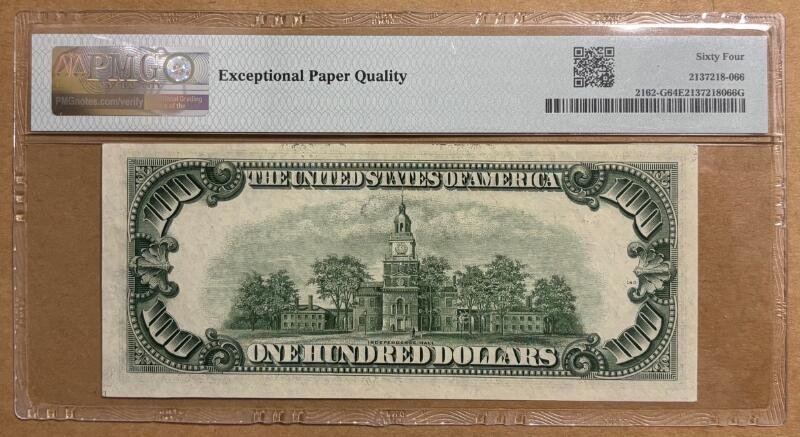 PMG
PMGnotes.com/verify
Exceptional Paper Quality
Sixty Four
2137218-066
2162-G64E2137218066G
THE UNITED STATES OF AMERICA
100
100
INDEPENDENCE HALL
100
100
ONE HUNDRED DOLLARS